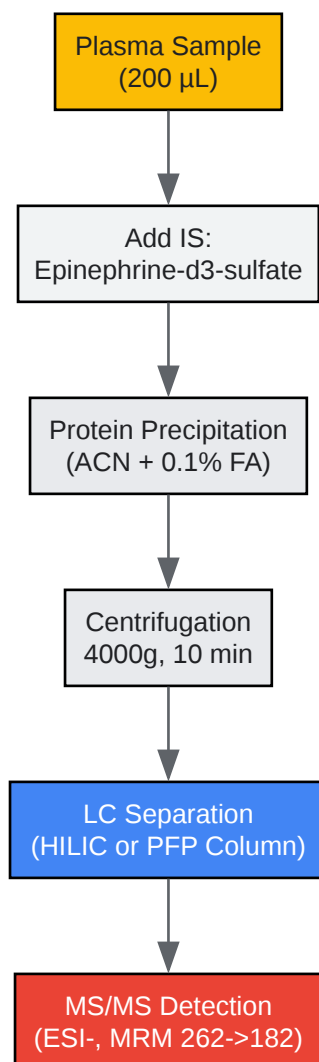 Plasma Sample
(200 µL)
Add IS:
Epinephrine-d3-sulfate
Protein Precipitation
(ACN + 0.1% FA)
Centrifugation
4000g, 10 min
LC Separation
(HILIC or PFP Column)
MS/MS Detection
(ESI-, MRM 262->182)